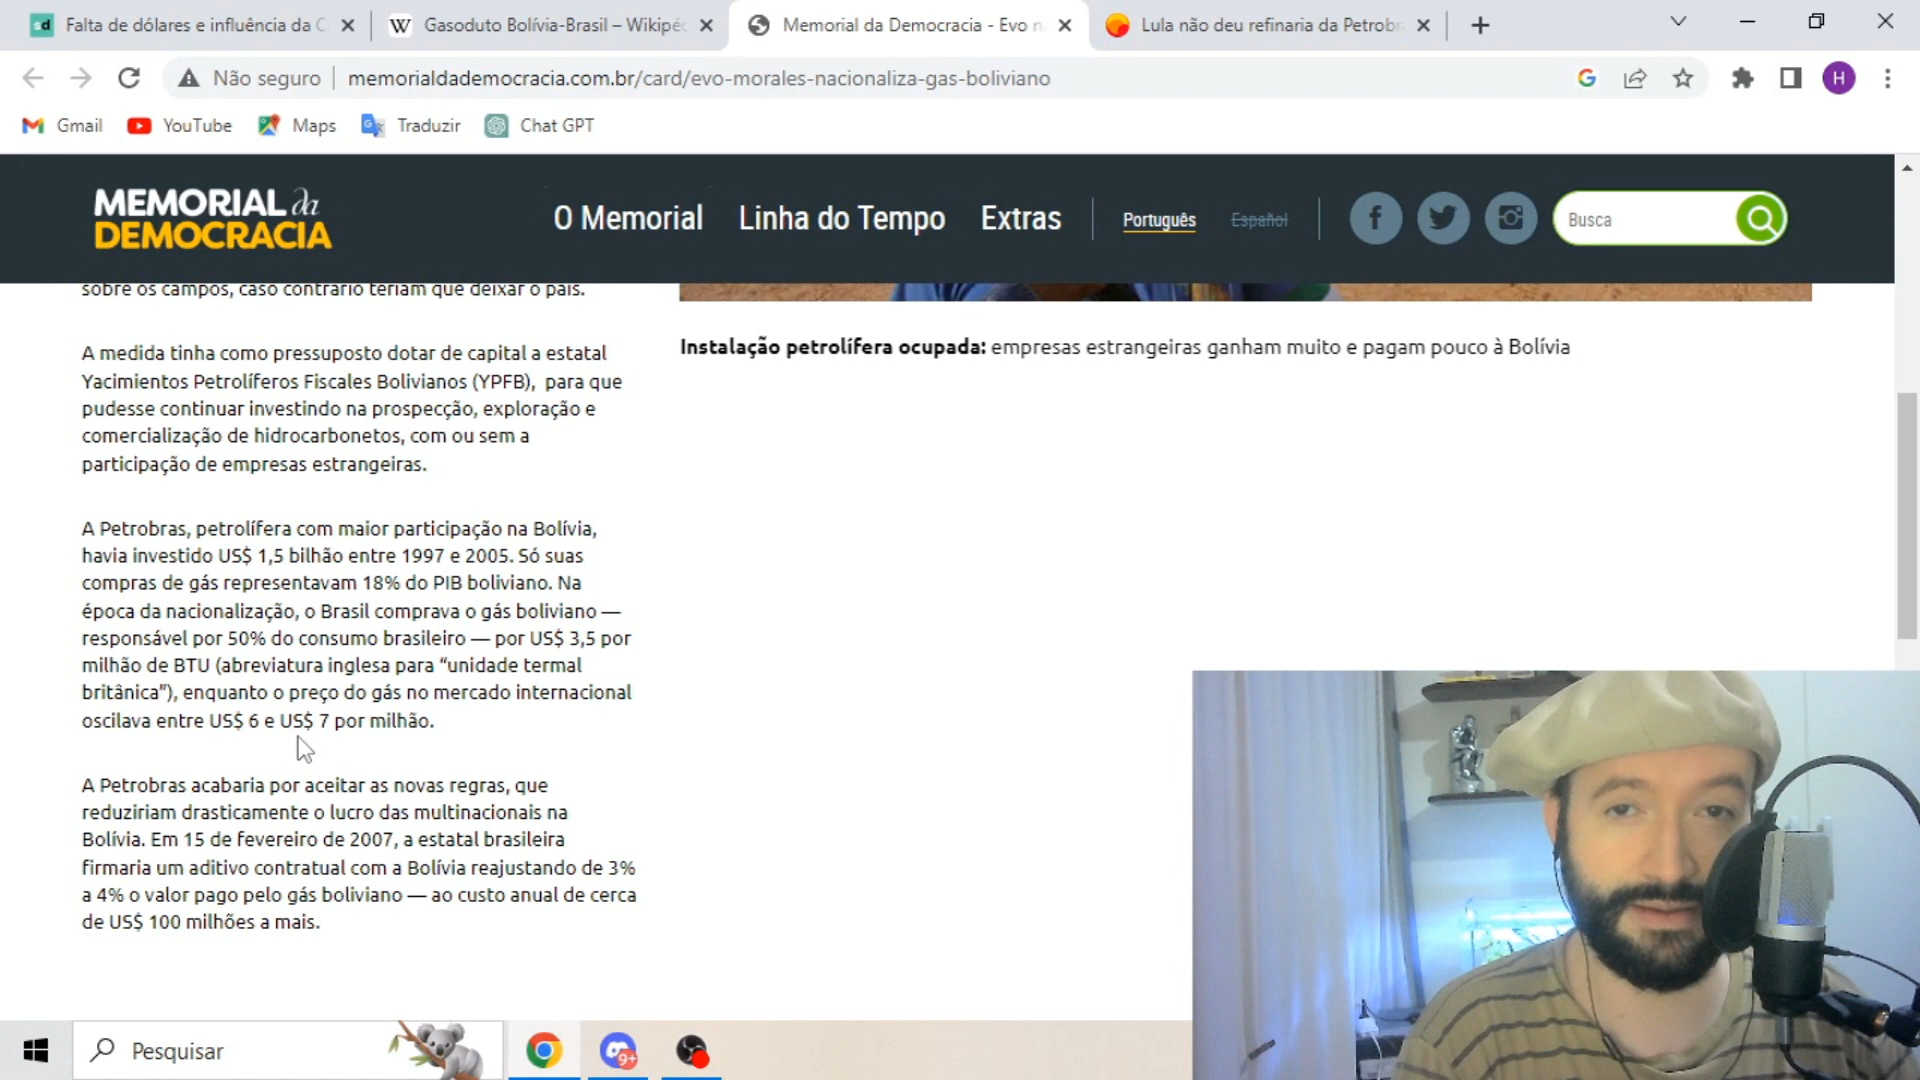 Falta de dólares e influência da C
Gasoduto Bolívia-Brasil – Wikipéd
Memorial da Democracia - Evo n
Lula não deu refinaria da Petrobr
Não seguro
memorialdademocracia.com.br/card/evo-morales-nacionaliza-gas-boliviano
H
Gmail
YouTube
Maps
Traduzir
Chat GPT
MEMORIAL da
DEMOCRACIA
O Memorial
Linha do Tempo
Extras
Português
Español
Busca
sobre os campos, caso contrário teriam que deixar o país.
A medida tinha como pressuposto dotar de capital a estatal
Yacimientos Petrolíferos Fiscales Bolivianos (YPFB), para que
pudesse continuar investindo na prospecção, exploração e
comercialização de hidrocarbonetos, com ou sem a
participação de empresas estrangeiras.
A Petrobras, petrolífera com maior participação na Bolívia,
havia investido US$ 1,5 bilhão entre 1997 e 2005. Só suas
compras de gás representavam 18% do PIB boliviano. Na
época da nacionalização, o Brasil comprava o gás boliviano —
responsável por 50% do consumo brasileiro — por US$ 3,5 por
milhão de BTU (abreviatura inglesa para “unidade termal
britânica”), enquanto o preço do gás no mercado internacional
oscilava entre US$ 6 e US$ 7 por milhão.
A Petrobras acabaria por aceitar as novas regras, que
reduziriam drasticamente o lucro das multinacionais na
Bolívia. Em 15 de fevereiro de 2007, a estatal brasileira
firmaria um aditivo contratual com a Bolívia reajustando de 3%
a 4% o valor pago pelo gás boliviano — ao custo anual de cerca
de US$ 100 milhões a mais.
Instalação petrolífera ocupada: empresas estrangeiras ganham muito e pagam pouco à Bolívia
Pesquisar
9+